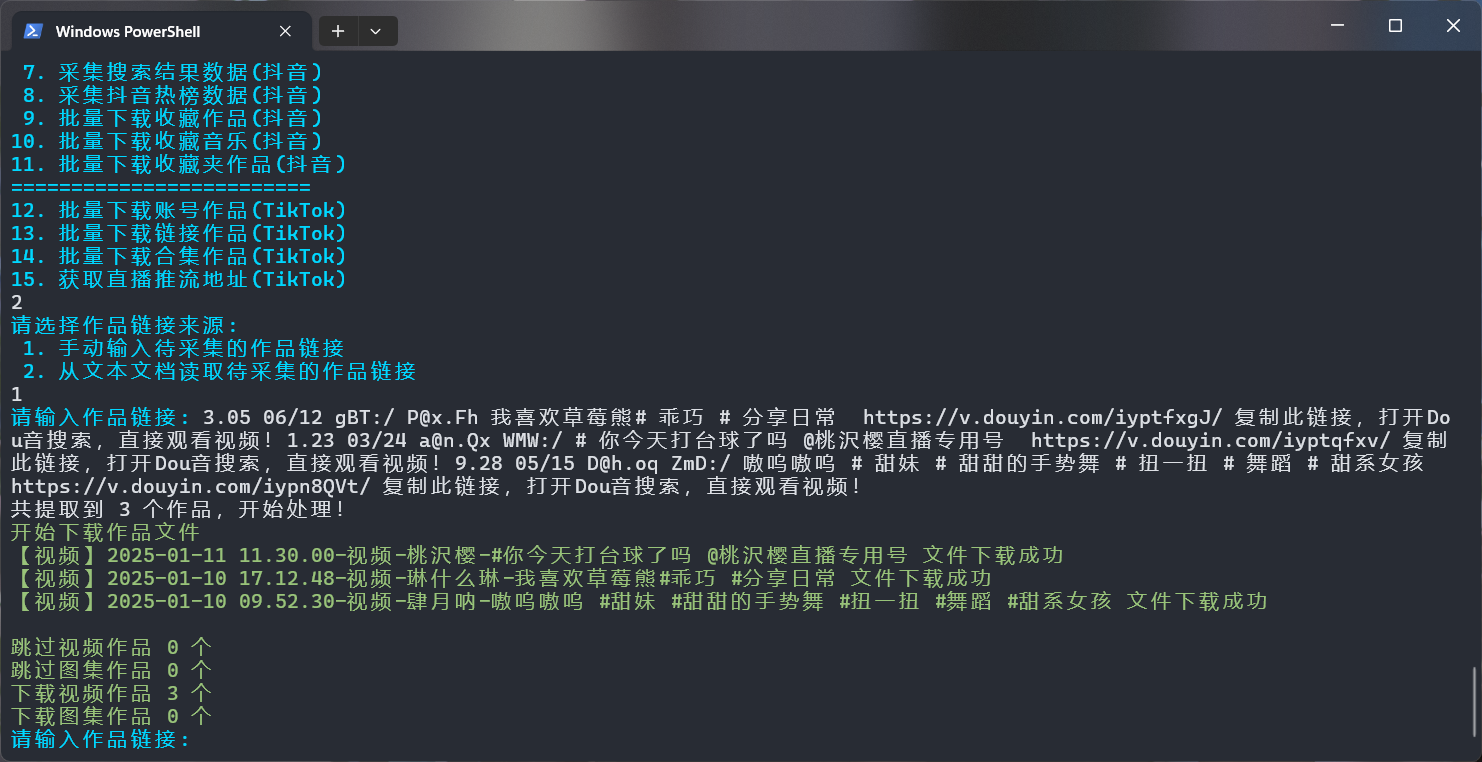 Windows PowerShell
7. 采集搜索结果数据(抖音)
8. 采集抖音热榜数据(抖音)
9. 批量下载收藏作品(抖音)
10. 批量下载收藏音乐(抖音)
11. 批量下载收藏夹作品(抖音)
=========================
12. 批量下载账号作品(TikTok)
13. 批量下载链接作品(TikTok)
14. 批量下载合集作品(TikTok)
15. 获取直播推流地址(TikTok)
2
请选择作品链接来源:
1. 手动输入待采集的作品链接
2. 从文本文档读取待采集的作品链接
1
请输入作品链接: 3.05 06/12 gBT:/ P@x.Fh 我喜欢草莓熊# 乖巧 # 分享日常  https://v.douyin.com/iyptfxgJ/ 复制此链接，打开Do
u音搜索，直接观看视频！1.23 03/24 a@n.Qx WMW:/ # 你今天打台球了吗 @桃沢樱直播专用号  https://v.douyin.com/iyptqfxv/ 复制
此链接，打开Dou音搜索，直接观看视频！9.28 05/15 D@h.oq ZmD:/ 嗷呜嗷呜 # 甜妹 # 甜甜的手势舞 # 扭一扭 # 舞蹈 # 甜系女孩
https://v.douyin.com/iypn8QVt/ 复制此链接，打开Dou音搜索，直接观看视频！
共提取到 3 个作品，开始处理！
开始下载作品文件
【视频】2025-01-11 11.30.00-视频-桃沢樱-#你今天打台球了吗 @桃沢樱直播专用号 文件下载成功
【视频】2025-01-10 17.12.48-视频-琳什么琳-我喜欢草莓熊#乖巧 #分享日常 文件下载成功
【视频】2025-01-10 09.52.30-视频-肆月呐-嗷呜嗷呜 #甜妹 #甜甜的手势舞 #扭一扭 #舞蹈 #甜系女孩 文件下载成功
跳过视频作品 0 个
跳过图集作品 0 个
下载视频作品 3 个
下载图集作品 0 个
请输入作品链接: